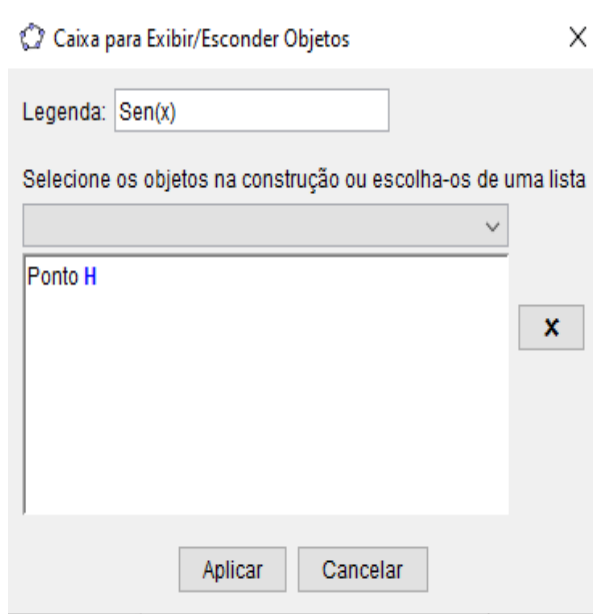 Caixa para Exibir/Esconder Objetos
Legenda: Sen(x)
Selecione os objetos na construção ou escolha-os de uma lista
Ponto H
x
Aplicar Cancelar